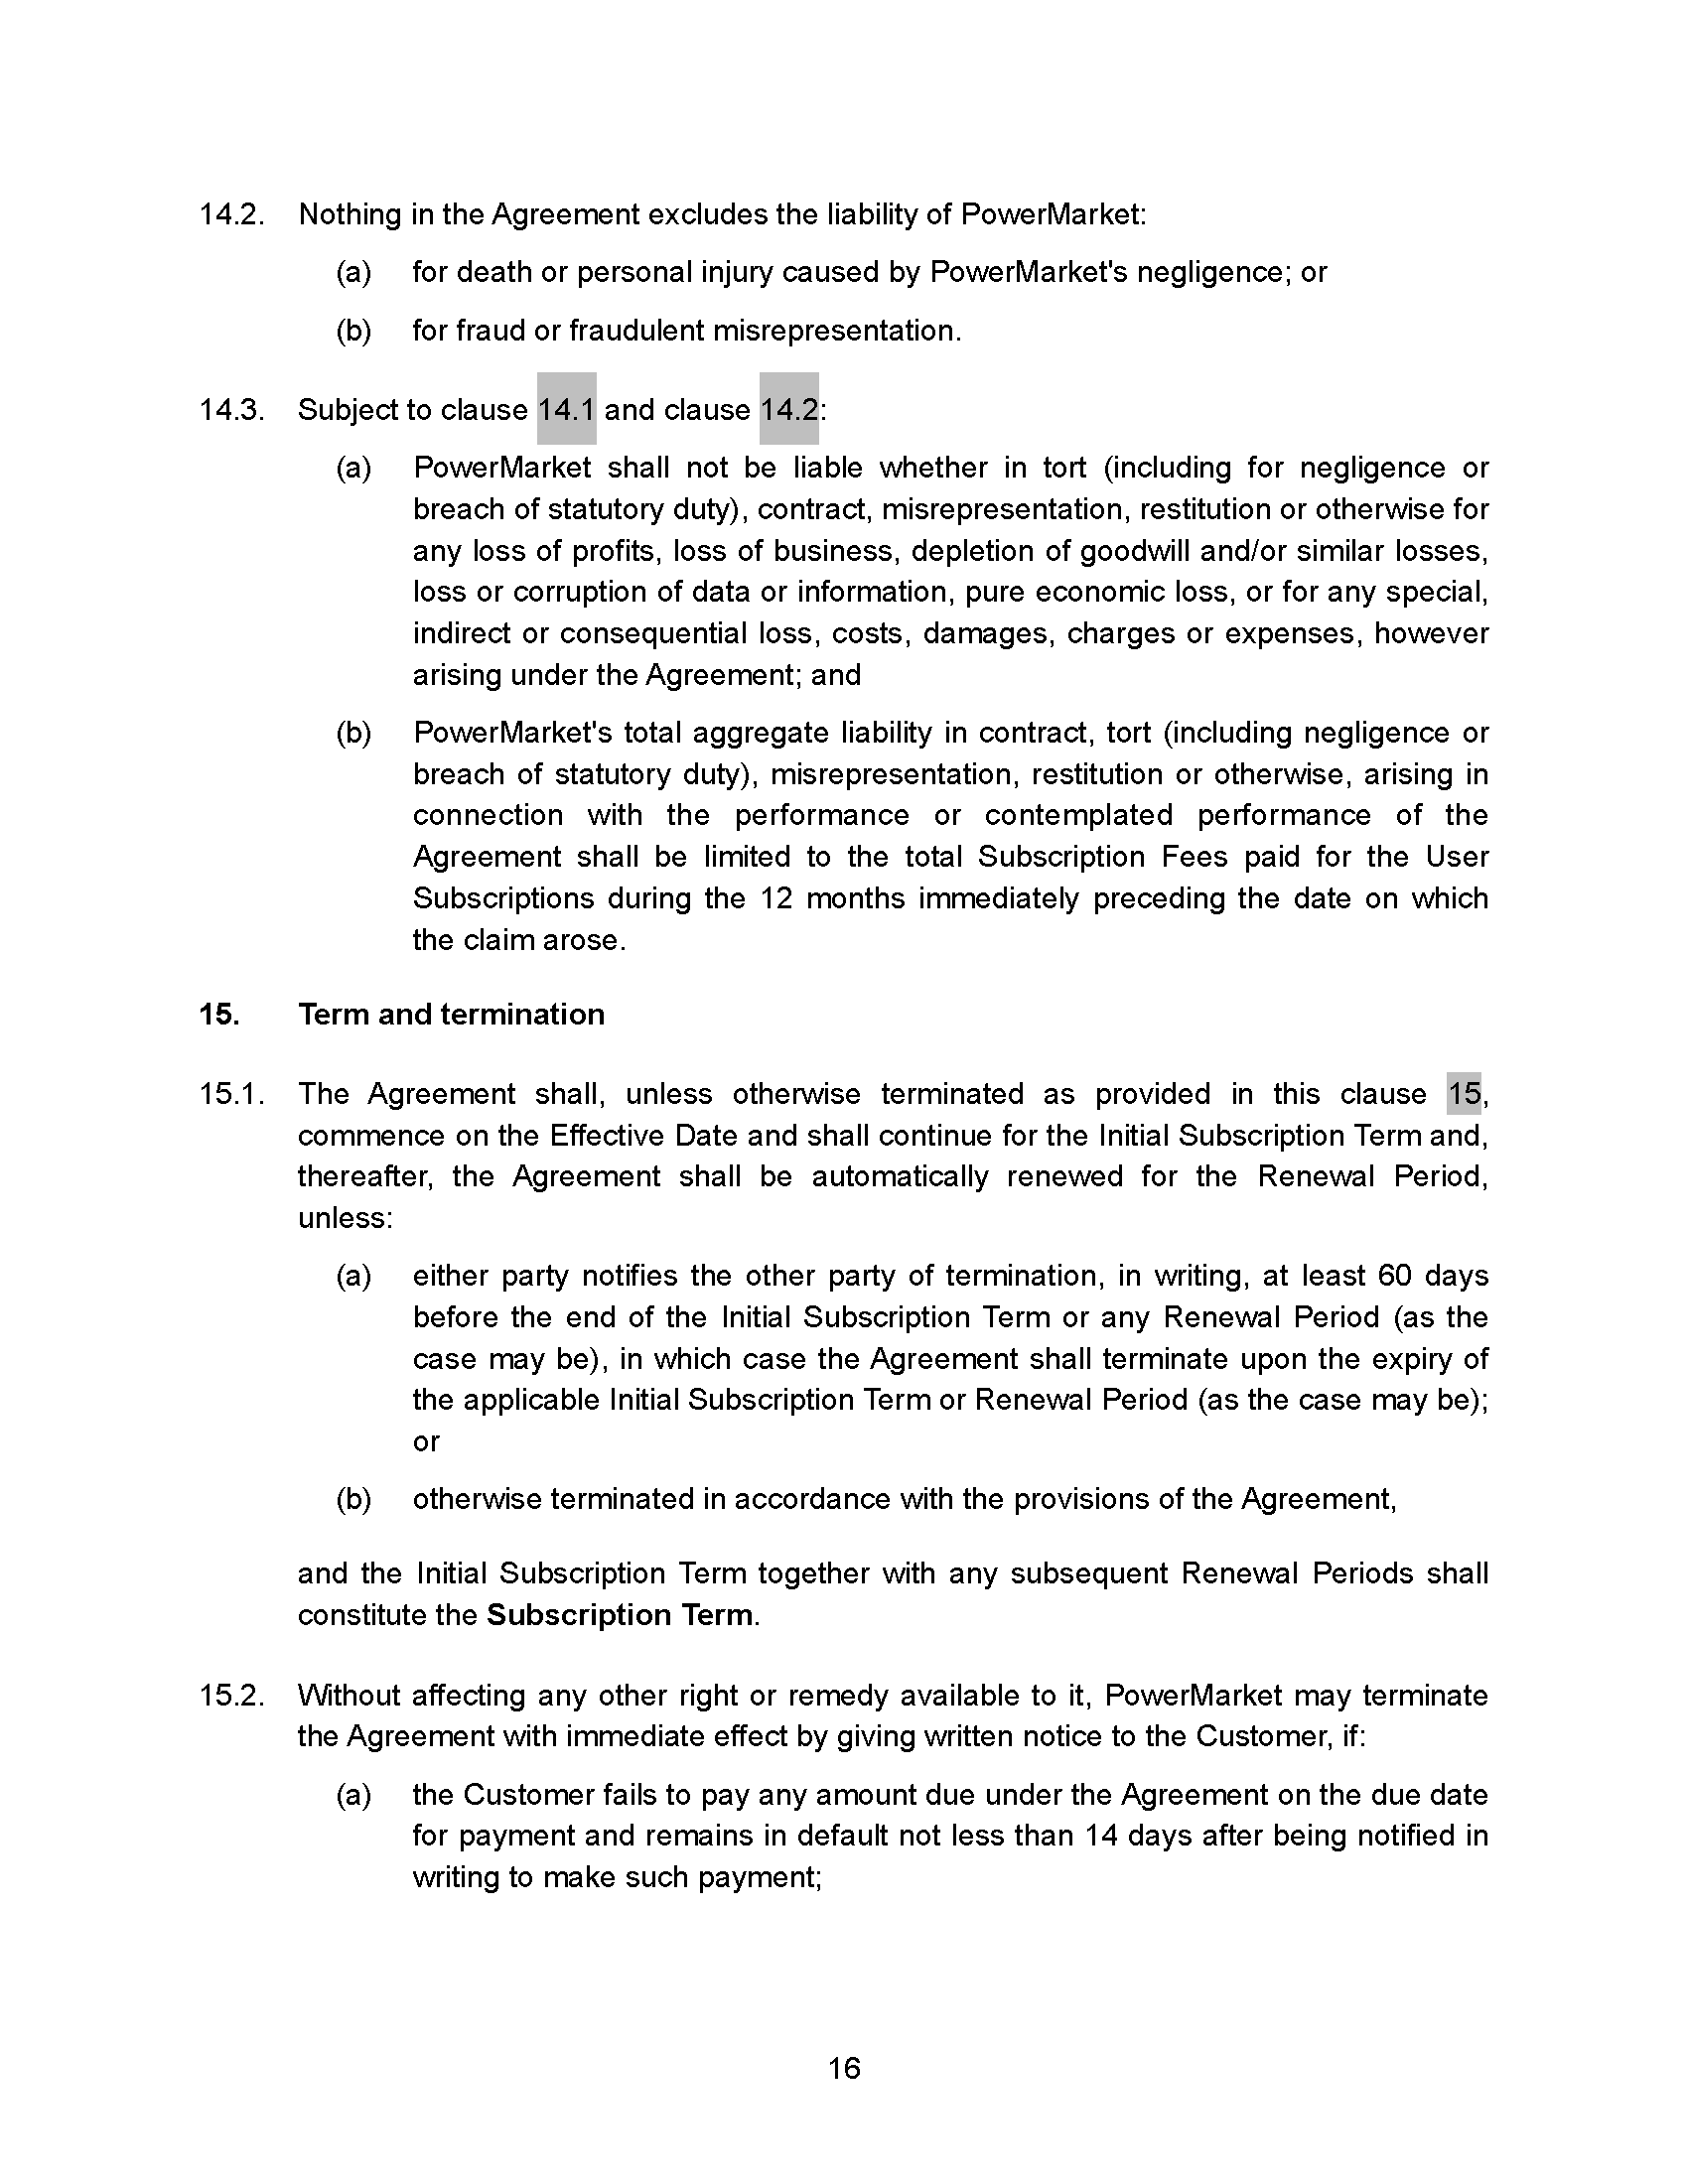 14.2. Nothing in the Agreement excludes the liability of PowerMarket:
(a) for death or personal injury caused by PowerMarket's negligence; or
(b) for fraud or fraudulent misrepresentation.
14.3. Subject to clause 14.1 and clause 14.2:
(a) PowerMarket shall not be liable whether in tort (including for negligence or
breach of statutory duty), contract, misrepresentation, restitution or otherwise for
any loss of profits, loss of business, depletion of goodwill and/or similar losses,
loss or corruption of data or information, pure economic loss, or for any special,
indirect or consequential loss, costs, damages, charges or expenses, however
arising under the Agreement; and
(b) PowerMarket's total aggregate liability in contract, tort (including negligence or
breach of statutory duty), misrepresentation, restitution or otherwise, arising in
connection with the performance or contemplated performance of the
Agreement shall be limited to the total Subscription Fees paid for the User
Subscriptions during the 12 months immediately preceding the date on which
the claim arose.
15. Term and termination
15.1. The Agreement shall, unless otherwise terminated as provided in this clause 15,
commence on the Effective Date and shall continue for the Initial Subscription Term and,
thereafter, the Agreement shall be automatically renewed for the Renewal Period,
unless:
(a) either party notifies the other party of termination, in writing, at least 60 days
before the end of the Initial Subscription Term or any Renewal Period (as the
case may be), in which case the Agreement shall terminate upon the expiry of
the applicable Initial Subscription Term or Renewal Period (as the case may be);
or
(b) otherwise terminated in accordance with the provisions of the Agreement,
and the Initial Subscription Term together with any subsequent Renewal Periods shall
constitute the Subscription Term.
15.2. Without affecting any other right or remedy available to it, PowerMarket may terminate
the Agreement with immediate effect by giving written notice to the Customer, if:
(a) the Customer fails to pay any amount due under the Agreement on the due date
for payment and remains in default not less than 14 days after being notified in
writing to make such payment;
16